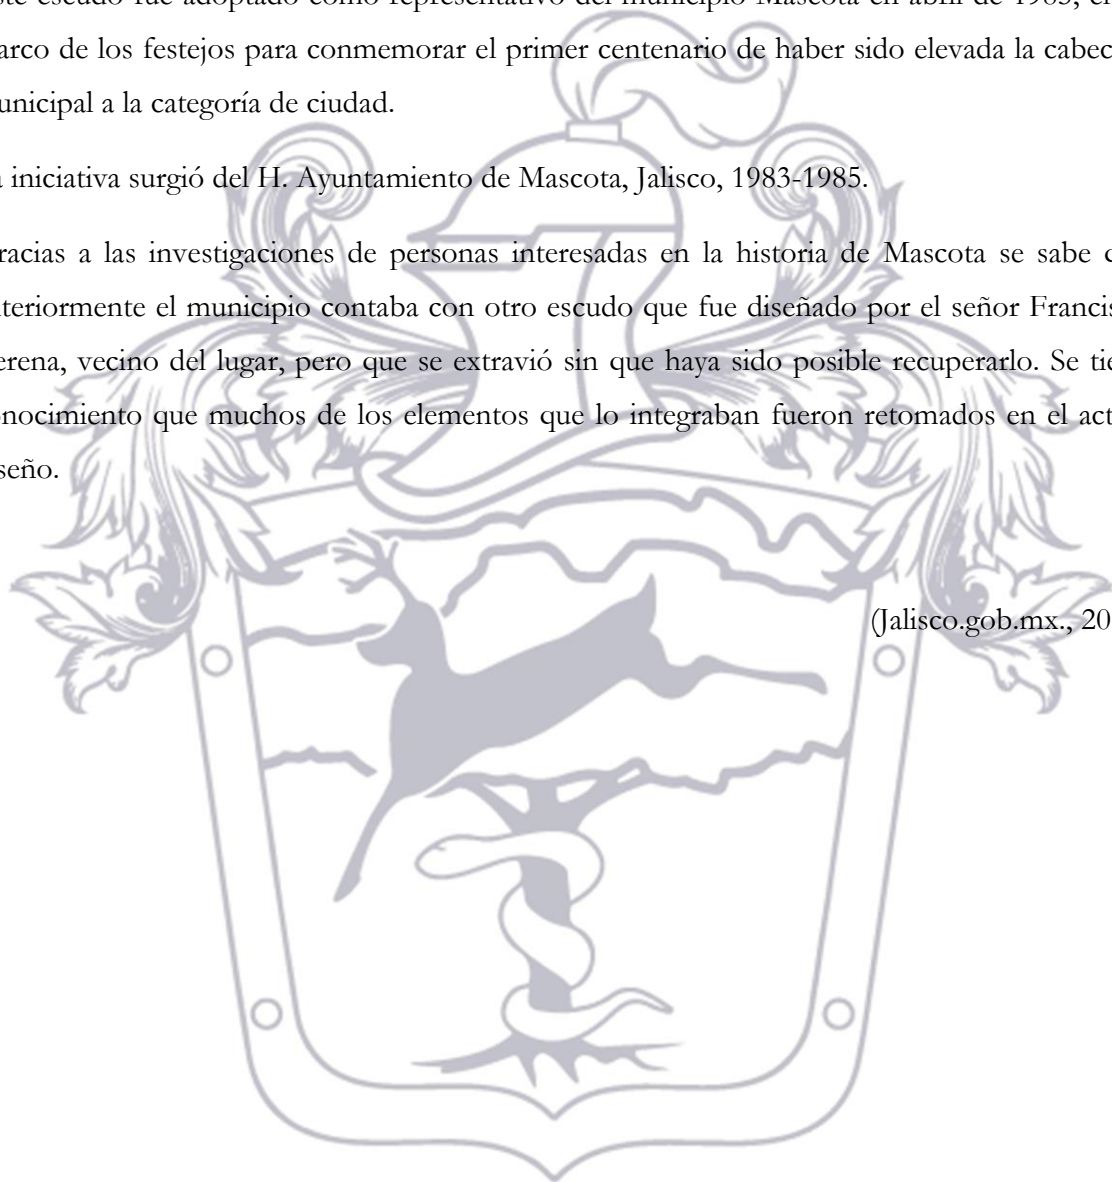 ste escudo fue adoptado como representativo del municipio Mascota en abril de 1985, e
arco de los festejos para conmemorar el primer centenario de haber sido elevada la cabec
unicipal a la categoría de ciudad.
a iniciativa surgió del H. Ayuntamiento de Mascota, Jalisco, 1983-1985.
racias a las investigaciones de personas interesadas en la historia de Mascota se sabe
nteriormente el municipio contaba con otro escudo que fue diseñado por el señor Francis
erena, vecino del lugar, pero que se extravió sin que haya sido posible recuperarlo. Se tie
onocimiento que muchos de los elementos que lo integraban fueron retomados en el act
seño.
(Jalisco.gob.mx., 20